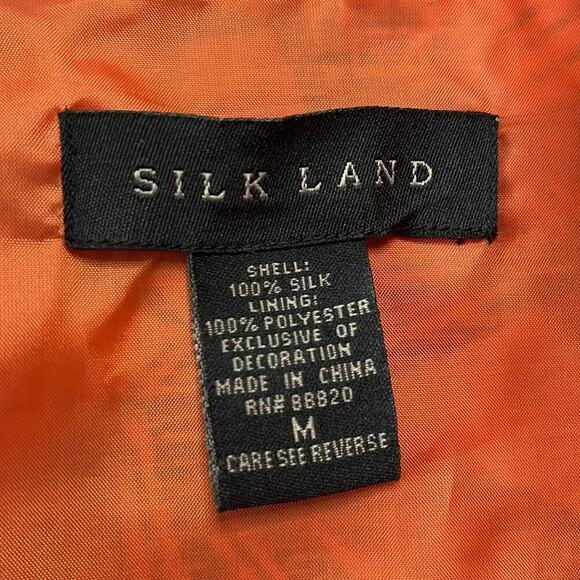 SILK LAND
SHELL:
100% SILK
LINING:
100% POLYESTER
EXCLUSIVE OF
DECORATION
MADE IN CHINA
RN# 88820
M
CARE SEE REVERSE